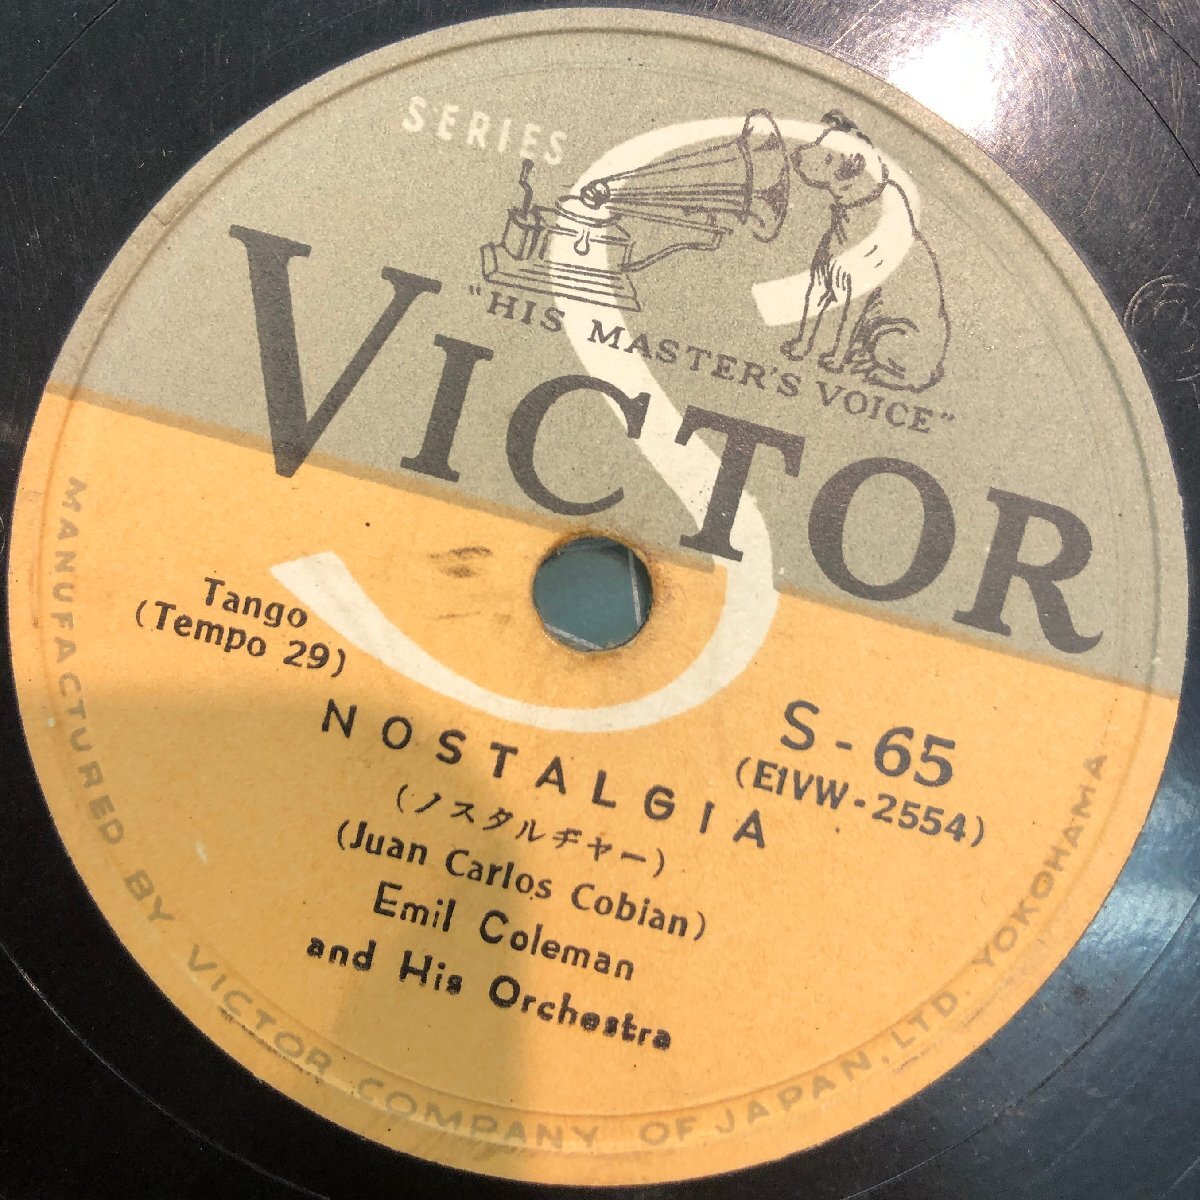 SERIES
S
"HIS MASTER'S VOICE"
VICTOR
Tango
(Tempo 29)
S - 65
(E1VW-2554)
NOSTALGIA
(ノスタルヂヤー)
(Juan Carlos Cobian)
Emil Coleman
and His Orchestra
MANUFACTURED BY VICTOR COMPANY OF JAPAN, LTD. YOKOHAMA